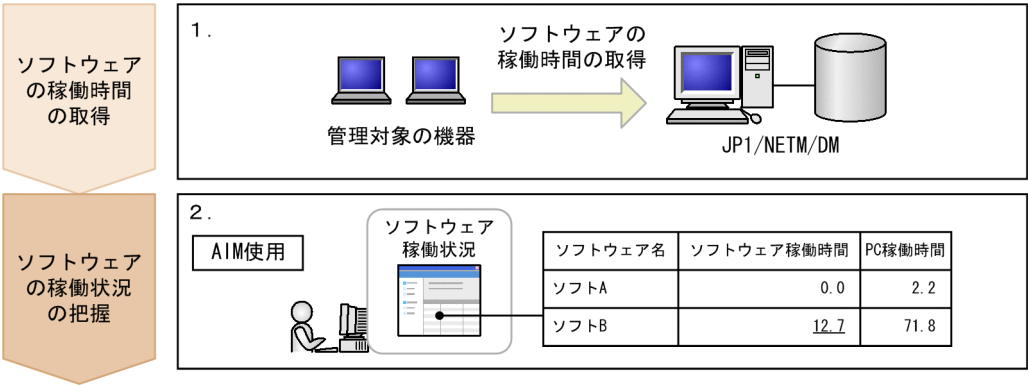 ソフトウェア
の稼働時間
の取得
1.
ソフトウェアの
稼働時間の取得
管理対象の機器
JP1/NETM/DM
ソフトウェア
の稼働状況
の把握
2.
AIM使用
ソフトウェア
稼働状況
ソフトウェア名 ソフトウェア稼働時間 PC稼働時間
ソフトA 0.0 2.2
ソフトB 12.7 71.8